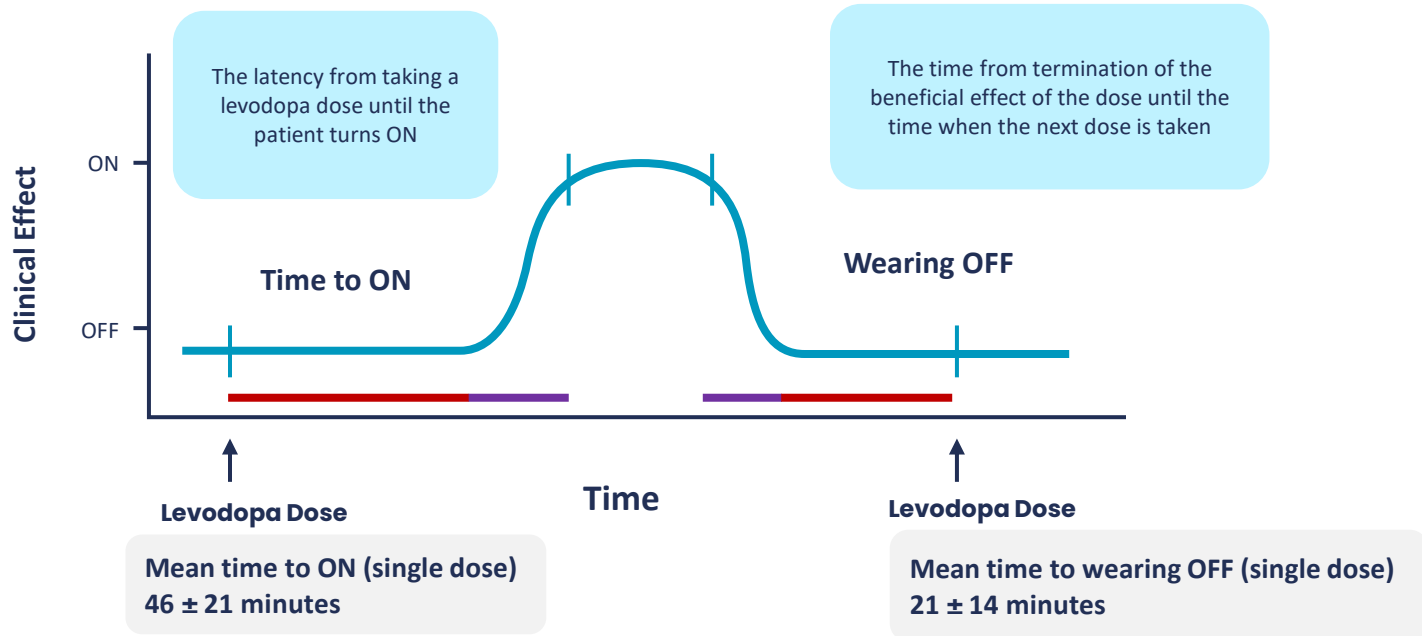 The latency from taking a
levodopa dose until the
patient turns ON
The time from termination of the
beneficial effect of the dose until the
time when the next dose is taken
Clinical Effect
ON
OFF
Time to ON
Wearing OFF
Levodopa Dose
Time
Levodopa Dose
Mean time to ON (single dose)
46 ± 21 minutes
Mean time to wearing OFF (single dose)
21 ± 14 minutes